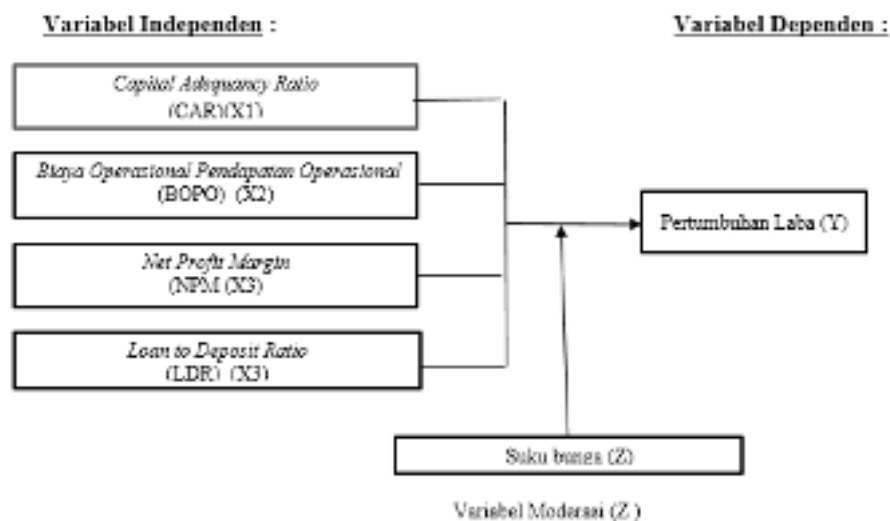 Variabel Independen :
Variabel Dependen :
Capital Adequancy Ratio
(CAR)(X1)
Biaya Operasional Pendapatan Operasional
(BOPO) (X2)
Net Profit Margin
(NPM (X3)
Loan to Deposit Ratio
(LDR) (X3)
Pertumbuhan Laba (Y)
Suku bunga (Z)
Variabel Moderasi (Z )